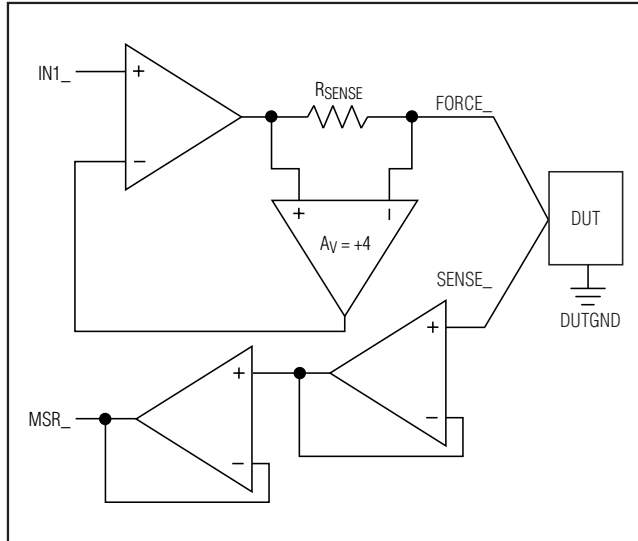 IN1_
+
−
RSENSE
FORCE_
+
−
AV = +4
DUT
SENSE_
DUTGND
+
−
+
−
MSR_